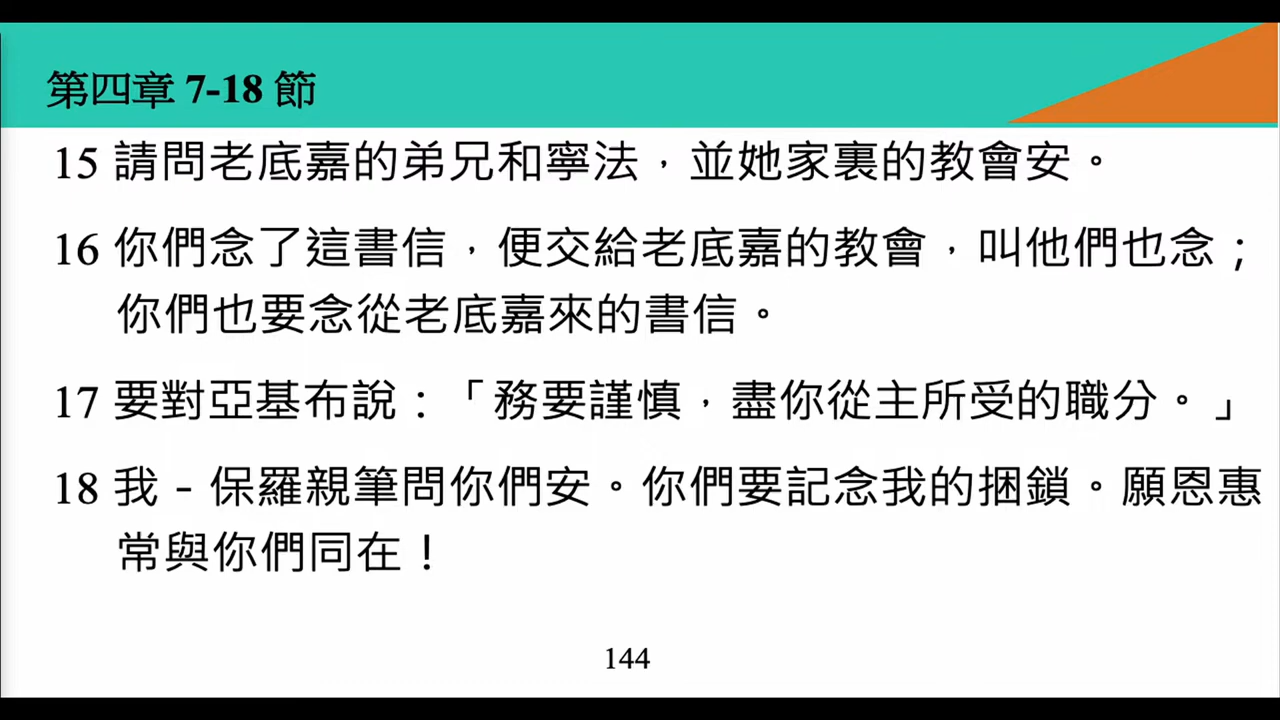 第四章 7-18 節
15 請問老底嘉的弟兄和寧法，並她家裏的教會安。
16 你們念了這書信，便交給老底嘉的教會，叫他們也念；
你們也要念從老底嘉來的書信。
17 要對亞基布說：「務要謹慎，盡你從主所受的職分。」
18 我－保羅親筆問你們安。你們要記念我的捆鎖。願恩惠
常與你們同在！
144